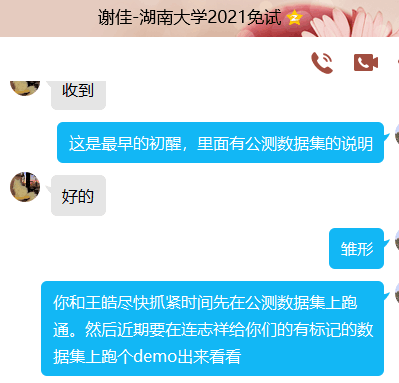 谢佳-湖南大学2021免试
收到
这是最早的初醒，里面有公测数据集的说明
好的
雏形
你和王皓尽快抓紧时间先在公测数据集上跑
通。然后近期要在连志祥给你们的有标记的数
据集上跑个demo出来看看